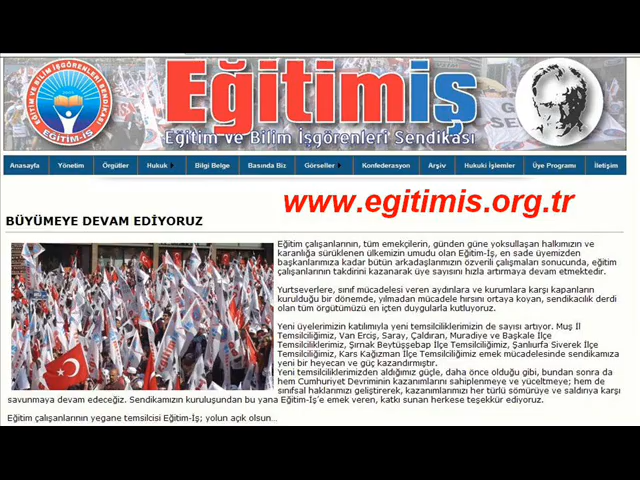 EĞİTİM VE BİLİM İŞGÖRENLERİ SENDİKASI
EĞİTİM-İŞ
Eğitimiş
Eğitim ve Bilim İşgörenleri Sendikası
Anasayfa Yönetim Örgütler Hukuk Bilgi Belge Basında Biz Görseller Konfederasyon Arşiv Hukuki İşlemler Üye Programı İletişim
www.egitimis.org.tr
BÜYÜMEYE DEVAM EDİYORUZ
Eğitim çalışanlarının, tüm emekçilerin, günden güne yoksullaşan halkımızın ve
karanlığa sürüklenen ülkemizin umudu olan Eğitim-İş, en sade üyemizden
başkanlarımıza kadar bütün arkadaşlarımızın özverili çalışmaları sonucunda, eğitim
çalışanlarının takdirini kazanarak üye sayısını hızla artırmaya devam etmektedir.
Yurtseverlere, sınıf mücadelesi veren aydınlara ve kurumlara karşı kapanların
kurulduğu bir dönemde, yılmadan mücadele hırsını ortaya koyan, sendikacılık derdi
olan tüm örgütümüzü en içten duygularla kutluyoruz.
Yeni üyelerimizin katılımıyla yeni temsilciliklerimizin de sayısı artıyor. Muş İl
Temsilciliğimiz, Van Erciş, Saray, Çaldıran, Muradiye ve Başkale İlçe
Temsilciliklerimiz, Şırnak Beytüşşebap İlçe Temsilciliğimiz, Şanlıurfa Siverek İlçe
Temsilciliğimiz, Kars Kağızman İlçe Temsilciliğimiz emek mücadelesinde sendikamıza
yeni bir heyecan ve güç kazandırmıştır.
Yeni temsilciliklerimizden aldığımız güçle, daha önce olduğu gibi, bundan sonra da
hem Cumhuriyet Devriminin kazanımlarını sahiplenmeye ve yüceltmeye; hem de
sınıfsal haklarımızı geliştirerek, kazanımlarımızı her türlü sömürüye ve saldırıya karşı
savunmaya devam edeceğiz. Sendikamızın kuruluşundan bu yana Eğitim-İş'e emek veren, katkı sunan herkese teşekkür ediyoruz.
Eğitim çalışanlarının yegane temsilcisi Eğitim-İş; yolun açık olsun...